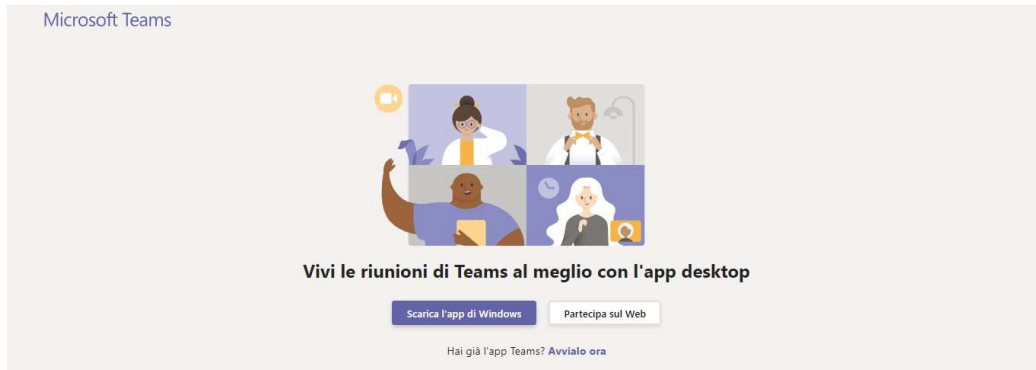 Microsoft Teams
Vivi le riunioni di Teams al meglio con l'app desktop
Scarica l'app di Windows
Partecipa sul Web
Hai già l'app Teams? Avvialo ora